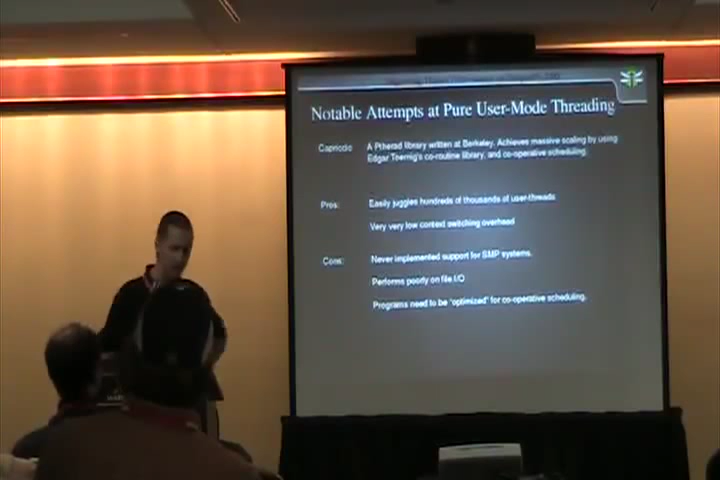 Notable Attempts at Pure User-Mode Threading
Capriccio A Ptherad library written at Berkeley. Achieves massive scaling by using
Edgar Toernig's co-routine library, and co-operative scheduling.
Pros: Easily juggles hundreds of thousands of user-threads
Very very low context switching overhead
Cons: Never implemented support for SMP systems.
Performs poorly on file I/O
Programs need to be "optimized" for co-operative scheduling.